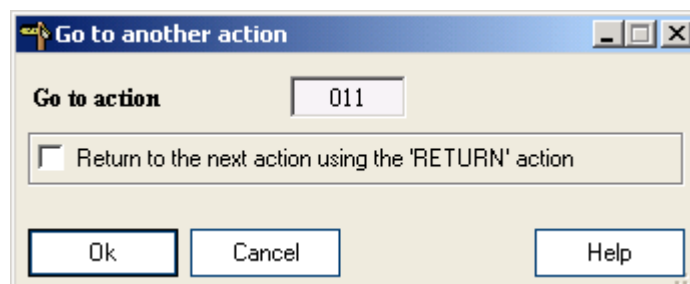 Go to another action
Go to action 011
Return to the next action using the 'RETURN' action
Ok Cancel Help